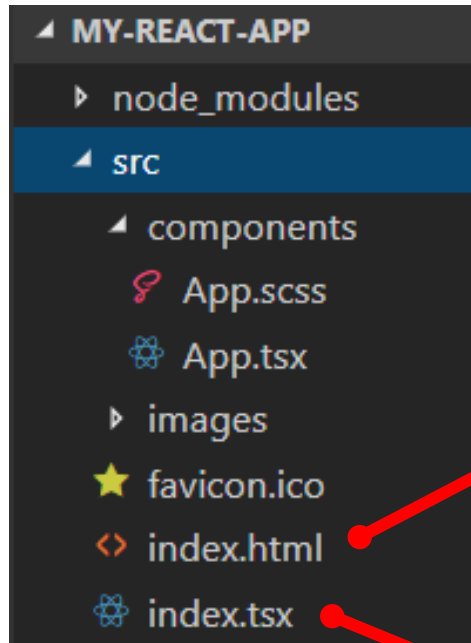 MY-REACT-APP
node_modules
src
components
App.scss
App.tsx
images
favicon.ico
index.html
index.tsx